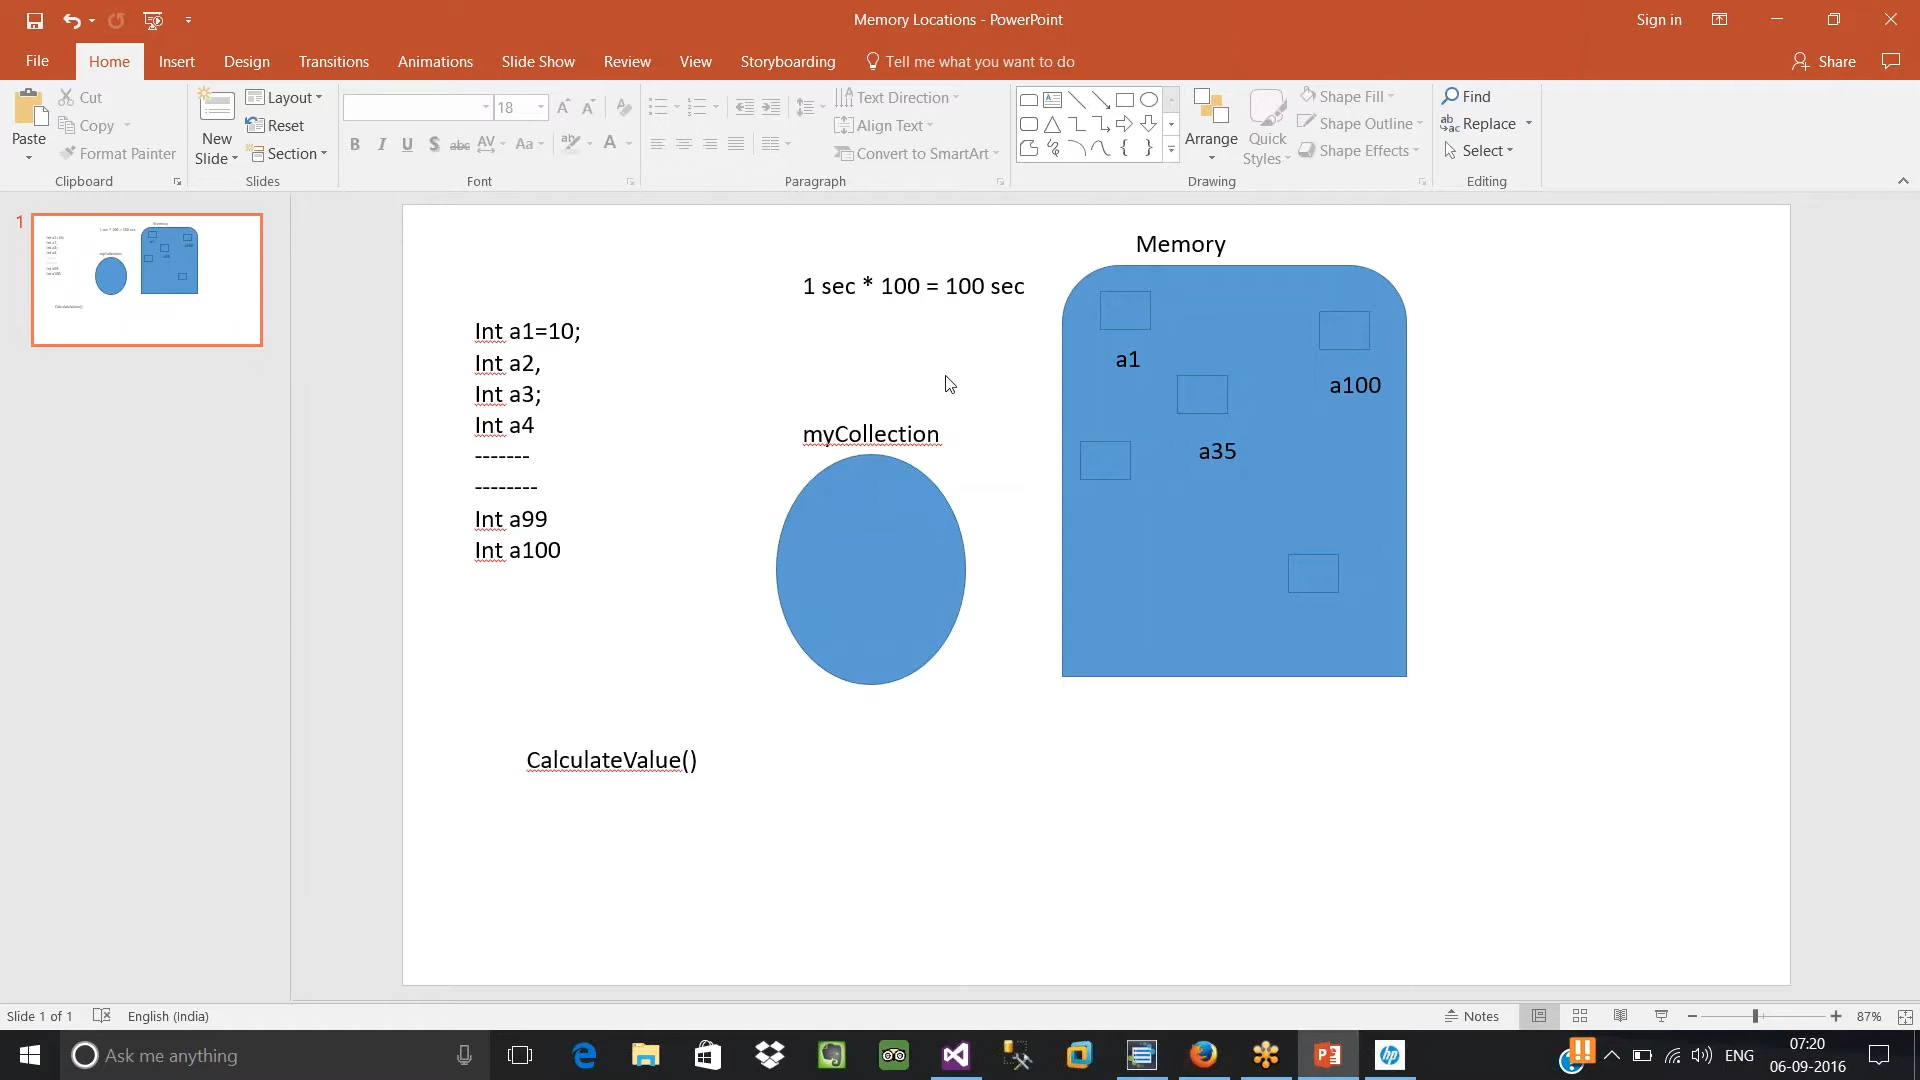 Memory Locations - PowerPoint
Sign in
File Home Insert Design Transitions Animations Slide Show Review View Storyboarding Tell me what you want to do
Share
Paste
Cut
Copy
Format Painter
Clipboard
New Slide
Layout
Reset
Section
Slides
18
B I U S abc AV Aa A
Font
Text Direction
Align Text
Convert to SmartArt
Paragraph
Arrange
Quick Styles
Shape Fill
Shape Outline
Shape Effects
Drawing
Find
Replace
Select
Editing
1
Memory
1 sec * 100 = 100 sec
Int a1=10;
Int a2,
Int a3;
Int a4
-------
--------
Int a99
Int a100
myCollection
a1
a100
a35
CalculateValue()
Slide 1 of 1
English (India)
Notes
87%
Ask me anything
ENG
07:20
06-09-2016